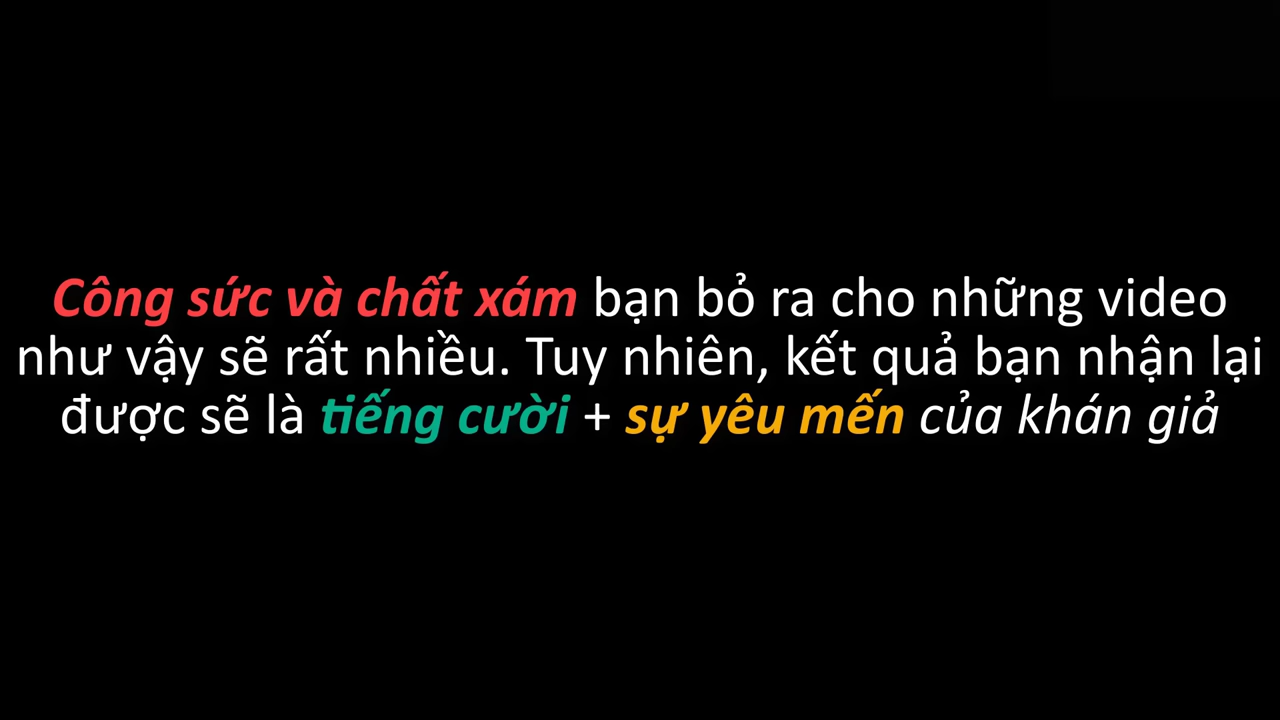 Công sức và chất xám bạn bỏ ra cho những video
như vậy sẽ rất nhiều. Tuy nhiên, kết quả bạn nhận lại
được sẽ là tiếng cười + sự yêu mến của khán giả